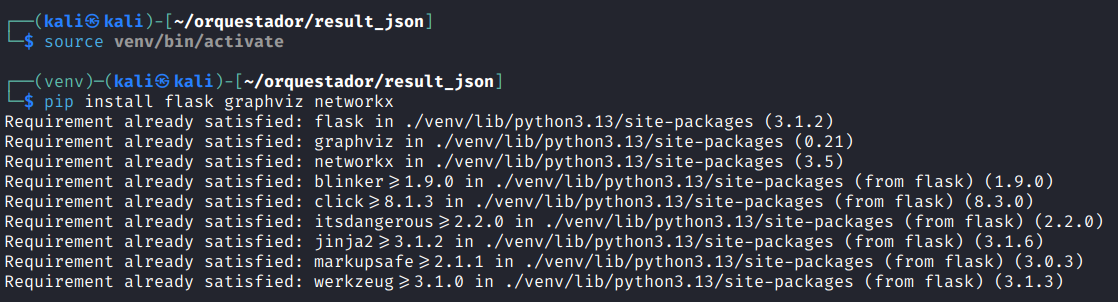 ┌──(kali㉿kali)-[~/orquestador/result_json]
└─$ source venv/bin/activate
┌──(venv)─(kali㉿kali)-[~/orquestador/result_json]
└─$ pip install flask graphviz networkx
Requirement already satisfied: flask in ./venv/lib/python3.13/site-packages (3.1.2)
Requirement already satisfied: graphviz in ./venv/lib/python3.13/site-packages (0.21)
Requirement already satisfied: networkx in ./venv/lib/python3.13/site-packages (3.5)
Requirement already satisfied: blinker>=1.9.0 in ./venv/lib/python3.13/site-packages (from flask) (1.9.0)
Requirement already satisfied: click>=8.1.3 in ./venv/lib/python3.13/site-packages (from flask) (8.3.0)
Requirement already satisfied: itsdangerous>=2.2.0 in ./venv/lib/python3.13/site-packages (from flask) (2.2.0)
Requirement already satisfied: jinja2>=3.1.2 in ./venv/lib/python3.13/site-packages (from flask) (3.1.6)
Requirement already satisfied: markupsafe>=2.1.1 in ./venv/lib/python3.13/site-packages (from flask) (3.0.3)
Requirement already satisfied: werkzeug>=3.1.0 in ./venv/lib/python3.13/site-packages (from flask) (3.1.3)